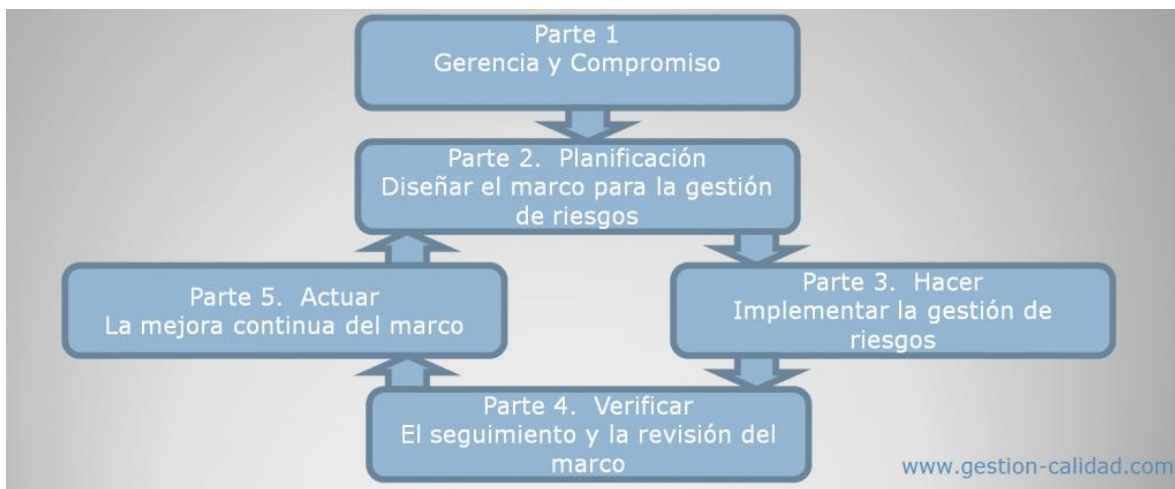 Parte 1
Gerencia y Compromiso
Parte 2.  Planificación
Diseñar el marco para la gestión
de riesgos
Parte 3.  Hacer
Implementar la gestión de
riesgos
Parte 4.  Verificar
El seguimiento y la revisión del
marco
Parte 5.  Actuar
La mejora continua del marco
www.gestion-calidad.com